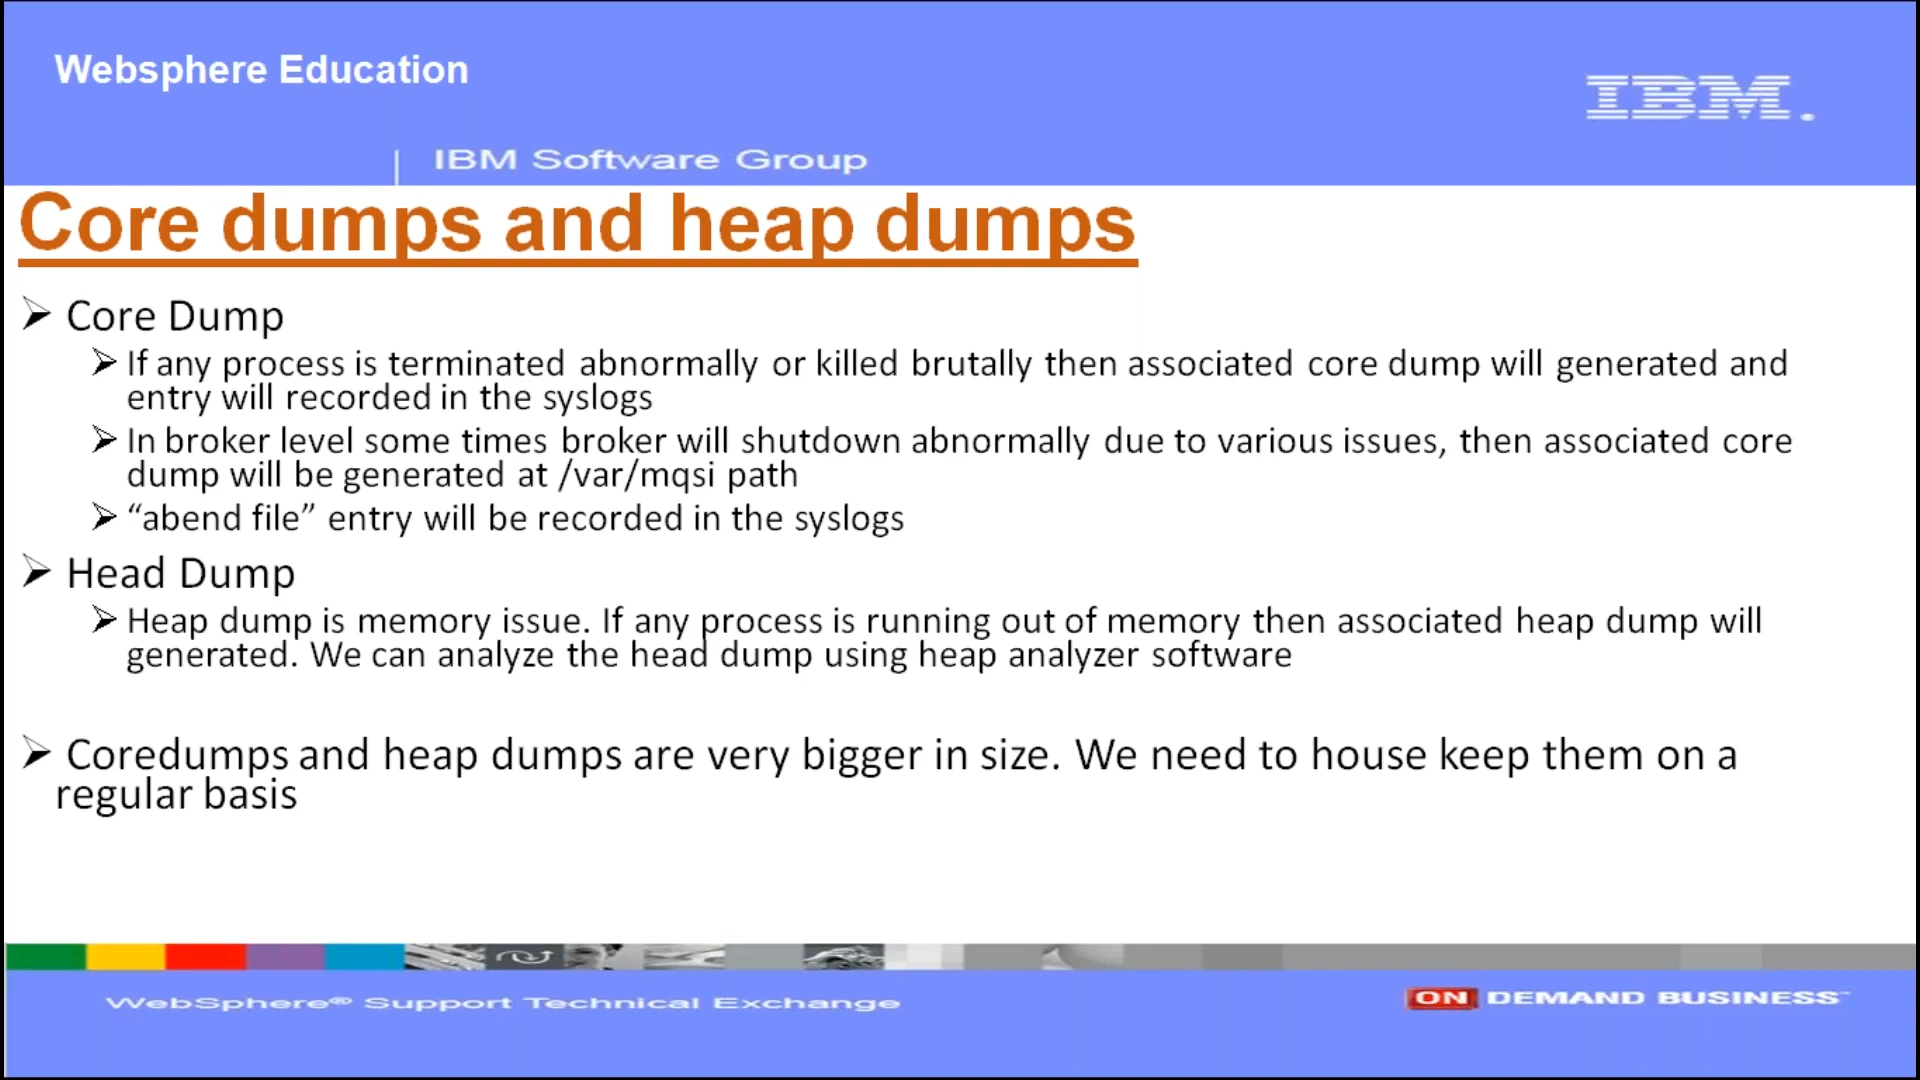 Websphere Education
IBM.
IBM Software Group
Core dumps and heap dumps
➢ Core Dump
➢ If any process is terminated abnormally or killed brutally then associated core dump will generated and
entry will recorded in the syslogs
➢ In broker level some times broker will shutdown abnormally due to various issues, then associated core
dump will be generated at /var/mqsi path
➢ “abend file” entry will be recorded in the syslogs
➢ Head Dump
➢ Heap dump is memory issue. If any process is running out of memory then associated heap dump will
generated. We can analyze the head dump using heap analyzer software
➢ Coredumps and heap dumps are very bigger in size. We need to house keep them on a
regular basis
WebSphere® Support Technical Exchange
ON DEMAND BUSINESS™